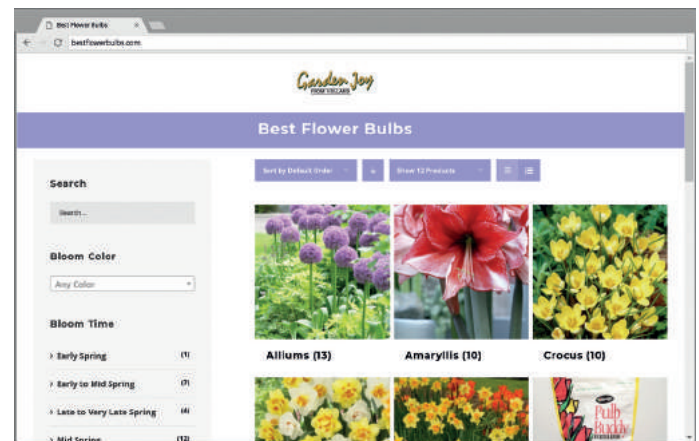 Best Flower Bulbs
bestflowerbulbs.com
Garden Joy
FROM HOLLAND
Best Flower Bulbs
Sort by Default Order
Show 12 Products
Search
Search...
Bloom Color
Any Color
Bloom Time
› Early Spring (1)
› Early to Mid Spring
› Late to Very Late Spring (4)
› Mid Spring (12)
Alliums (13)
Amaryllis (10)
Crocus (10)
Bulb
Buddy